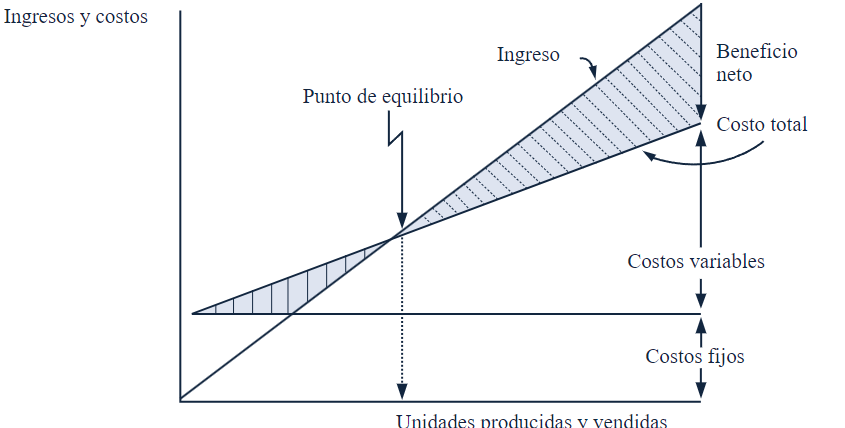 Ingresos y costos
Ingreso
Beneficio
neto
Punto de equilibrio
Costo total
Costos variables
Costos fijos
Unidades producidas y vendidas